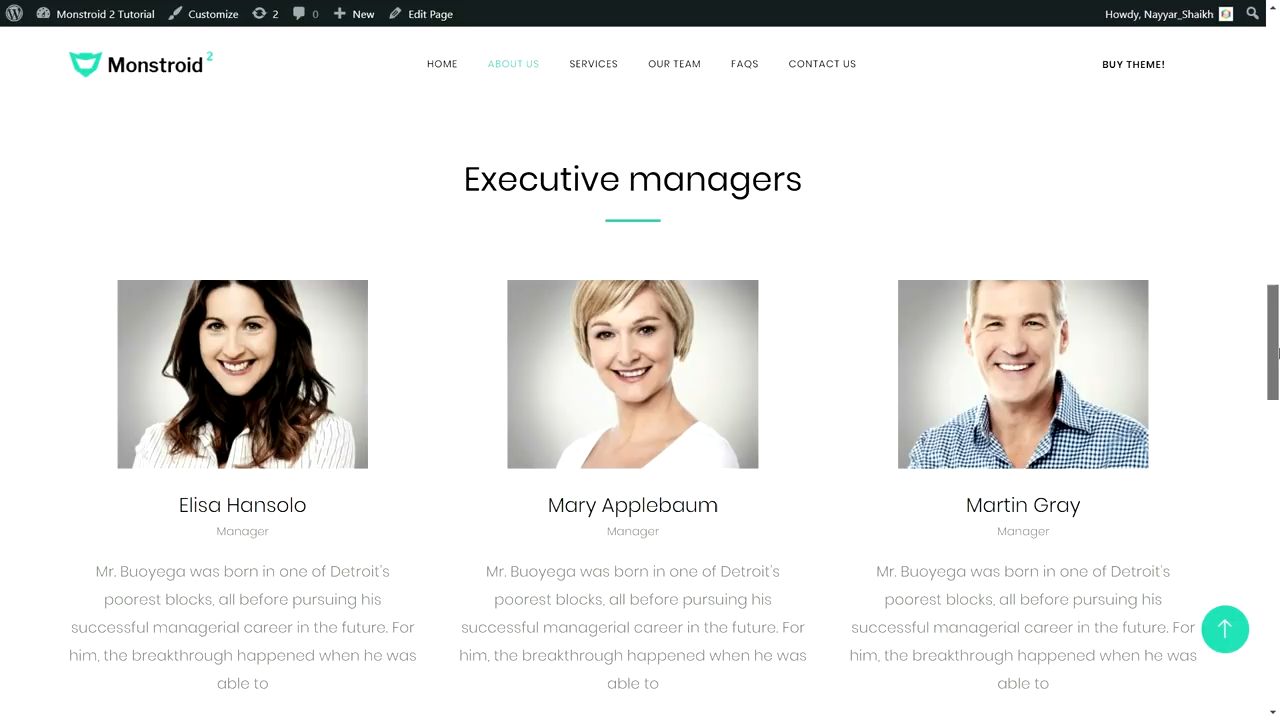 Monstroid 2 Tutorial Customize 2 0 New Edit Page Howdy, Nayyar_Shaikh
Monstroid 2 HOME ABOUT US SERVICES OUR TEAM FAQS CONTACT US BUY THEME!
Executive managers
Elisa Hansolo
Manager
Mr. Buoyega was born in one of Detroit's
poorest blocks, all before pursuing his
successful managerial career in the future. For
him, the breakthrough happened when he was
able to
Mary Applebaum
Manager
Mr. Buoyega was born in one of Detroit's
poorest blocks, all before pursuing his
successful managerial career in the future. For
him, the breakthrough happened when he was
able to
Martin Gray
Manager
Mr. Buoyega was born in one of Detroit's
poorest blocks, all before pursuing his
successful managerial career in the future. For
him, the breakthrough happened when he was
able to